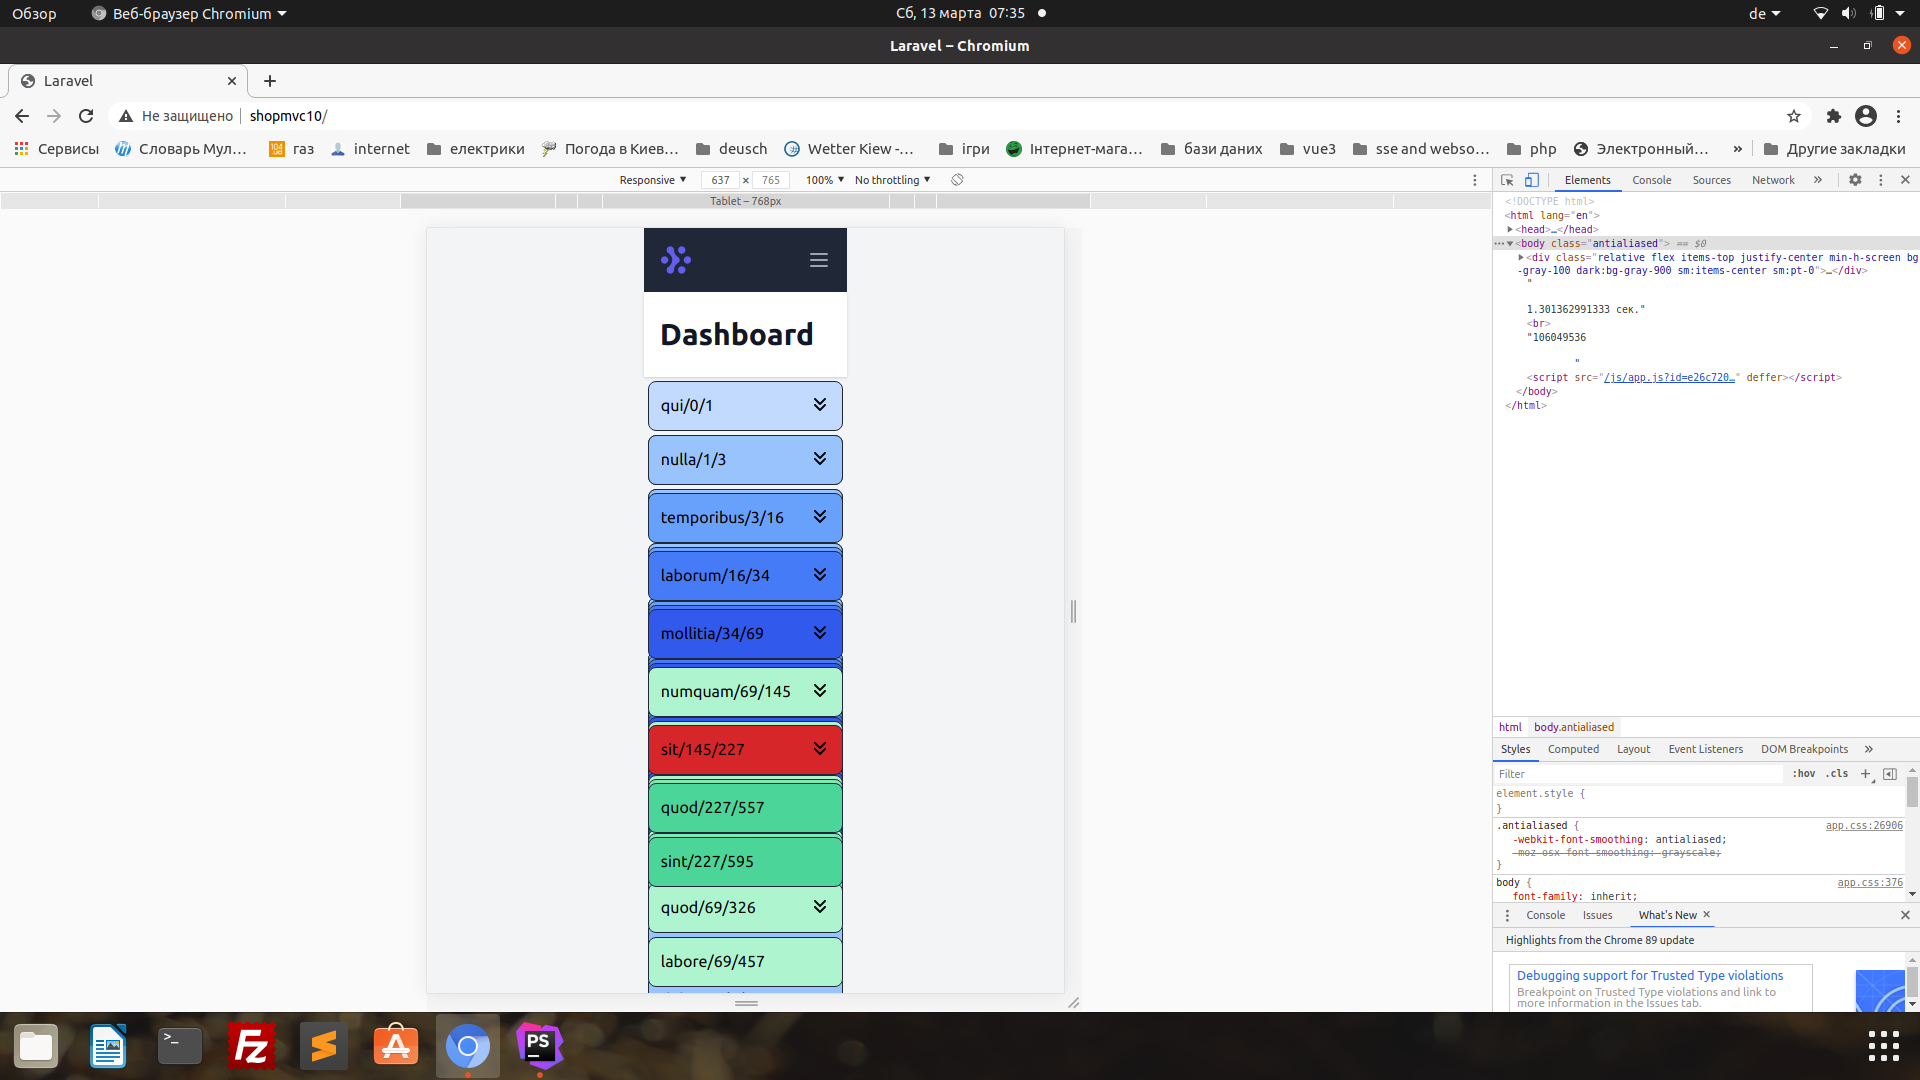 Обзор
Веб-браузер Chromium
Сб, 13 марта 07:35
de
Laravel – Chromium
Laravel
Не защищено
shopmvc10/
Сервисы
Словарь Мул…
газ
internet
електрики
Погода в Киев…
deusch
Wetter Kiew -…
ігри
Інтернет-мага…
бази даних
vue3
sse and webso…
php
Электронный…
»
Другие закладки
Responsive
637 × 765
100%
No throttling
Tablet – 768px
Elements
Console
Sources
Network
»
Dashboard
qui/0/1
nulla/1/3
temporibus/3/16
laborum/16/34
mollitia/34/69
numquam/69/145
sit/145/227
quod/227/557
sint/227/595
quod/69/326
labore/69/457
<!DOCTYPE html>
<html lang="en">
<head>…</head>
<body class="antialiased"> == $0
<div class="relative flex items-top justify-center min-h-screen bg
-gray-100 dark:bg-gray-900 sm:items-center sm:pt-0">…</div>
"
1.301362991333 сек."
<br>
"106049536
"
<script src="/js/app.js?id=e26c720…" deffer></script>
</body>
</html>
html
body.antialiased
Styles
Computed
Layout
Event Listeners
DOM Breakpoints
»
Filter
:hov .cls +
element.style {
}
.antialiased {
app.css:26906
-webkit-font-smoothing: antialiased;
-moz-osx-font-smoothing: grayscale;
}
body {
app.css:376
font-family: inherit;
Console
Issues
What's New
Highlights from the Chrome 89 update
Debugging support for Trusted Type violations
Breakpoint on Trusted Type violations and link to
more information in the Issues tab.
>_
Fz
PS